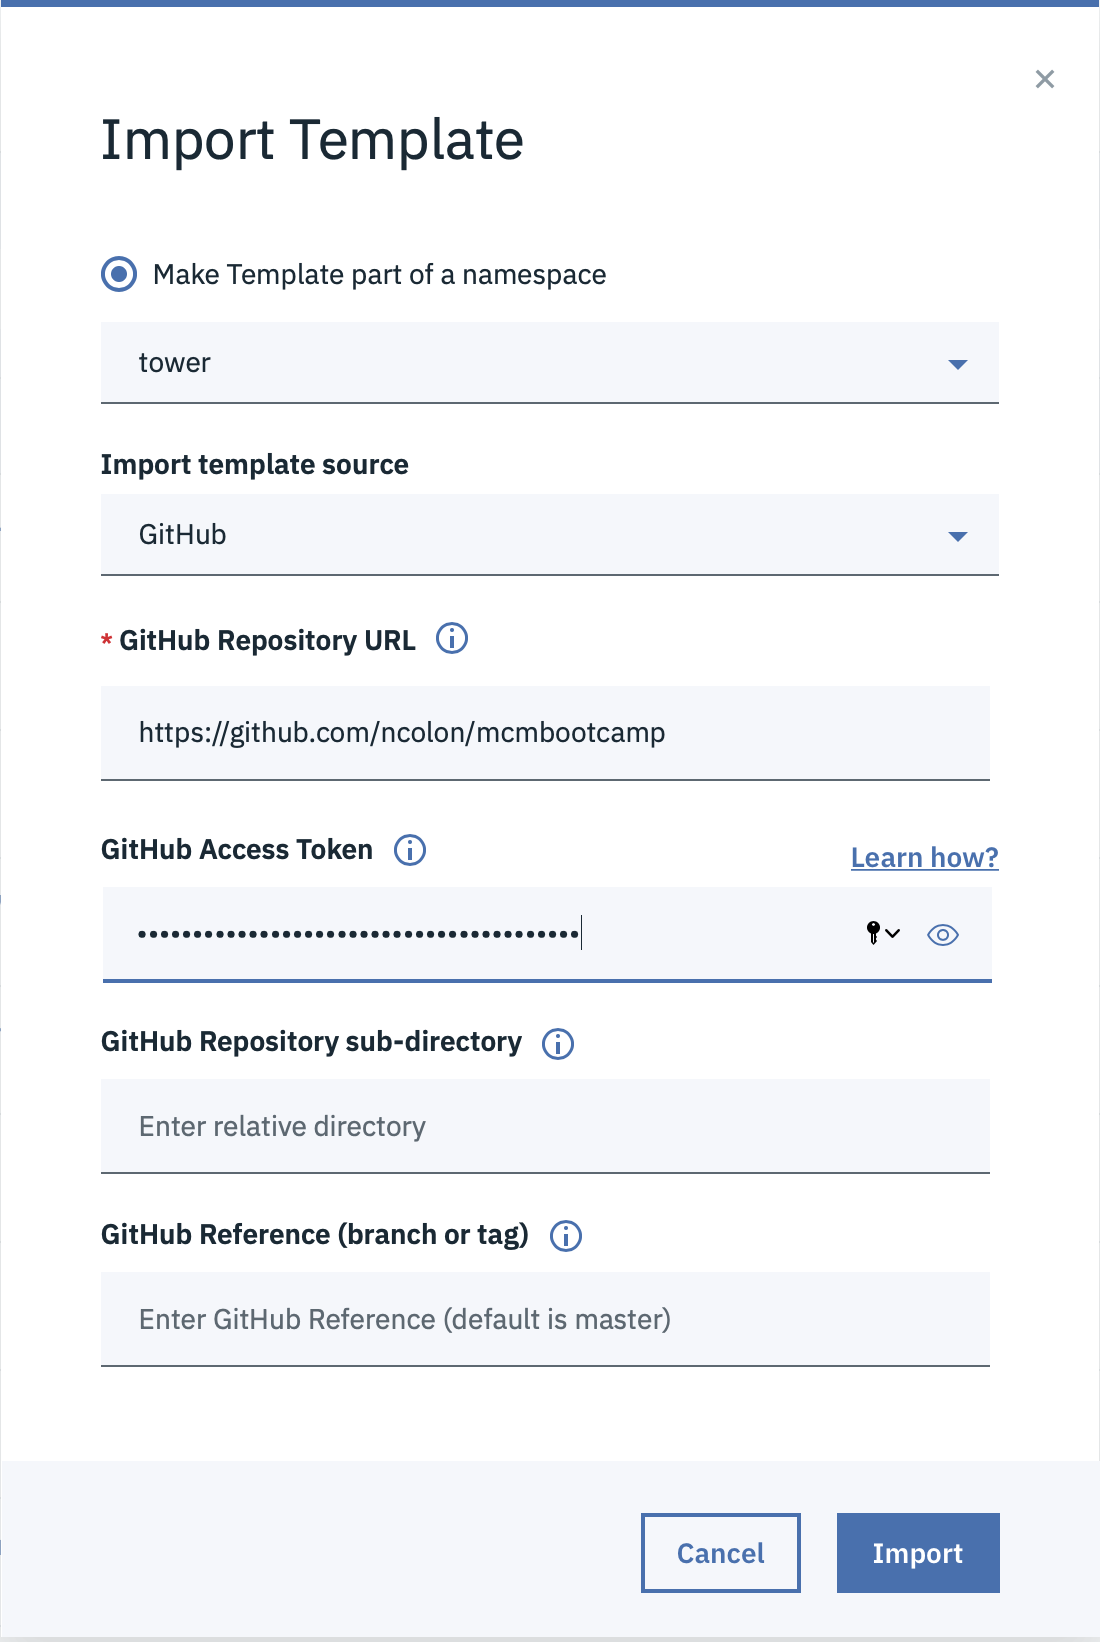 Import Template
Make Template part of a namespace
tower
Import template source
GitHub
* GitHub Repository URL
https://github.com/ncolon/mcmbootcamp
GitHub Access Token
Learn how?
••••••••••••••••••••••••••••••••••••••••
GitHub Repository sub-directory
Enter relative directory
GitHub Reference (branch or tag)
Enter GitHub Reference (default is master)
Cancel
Import